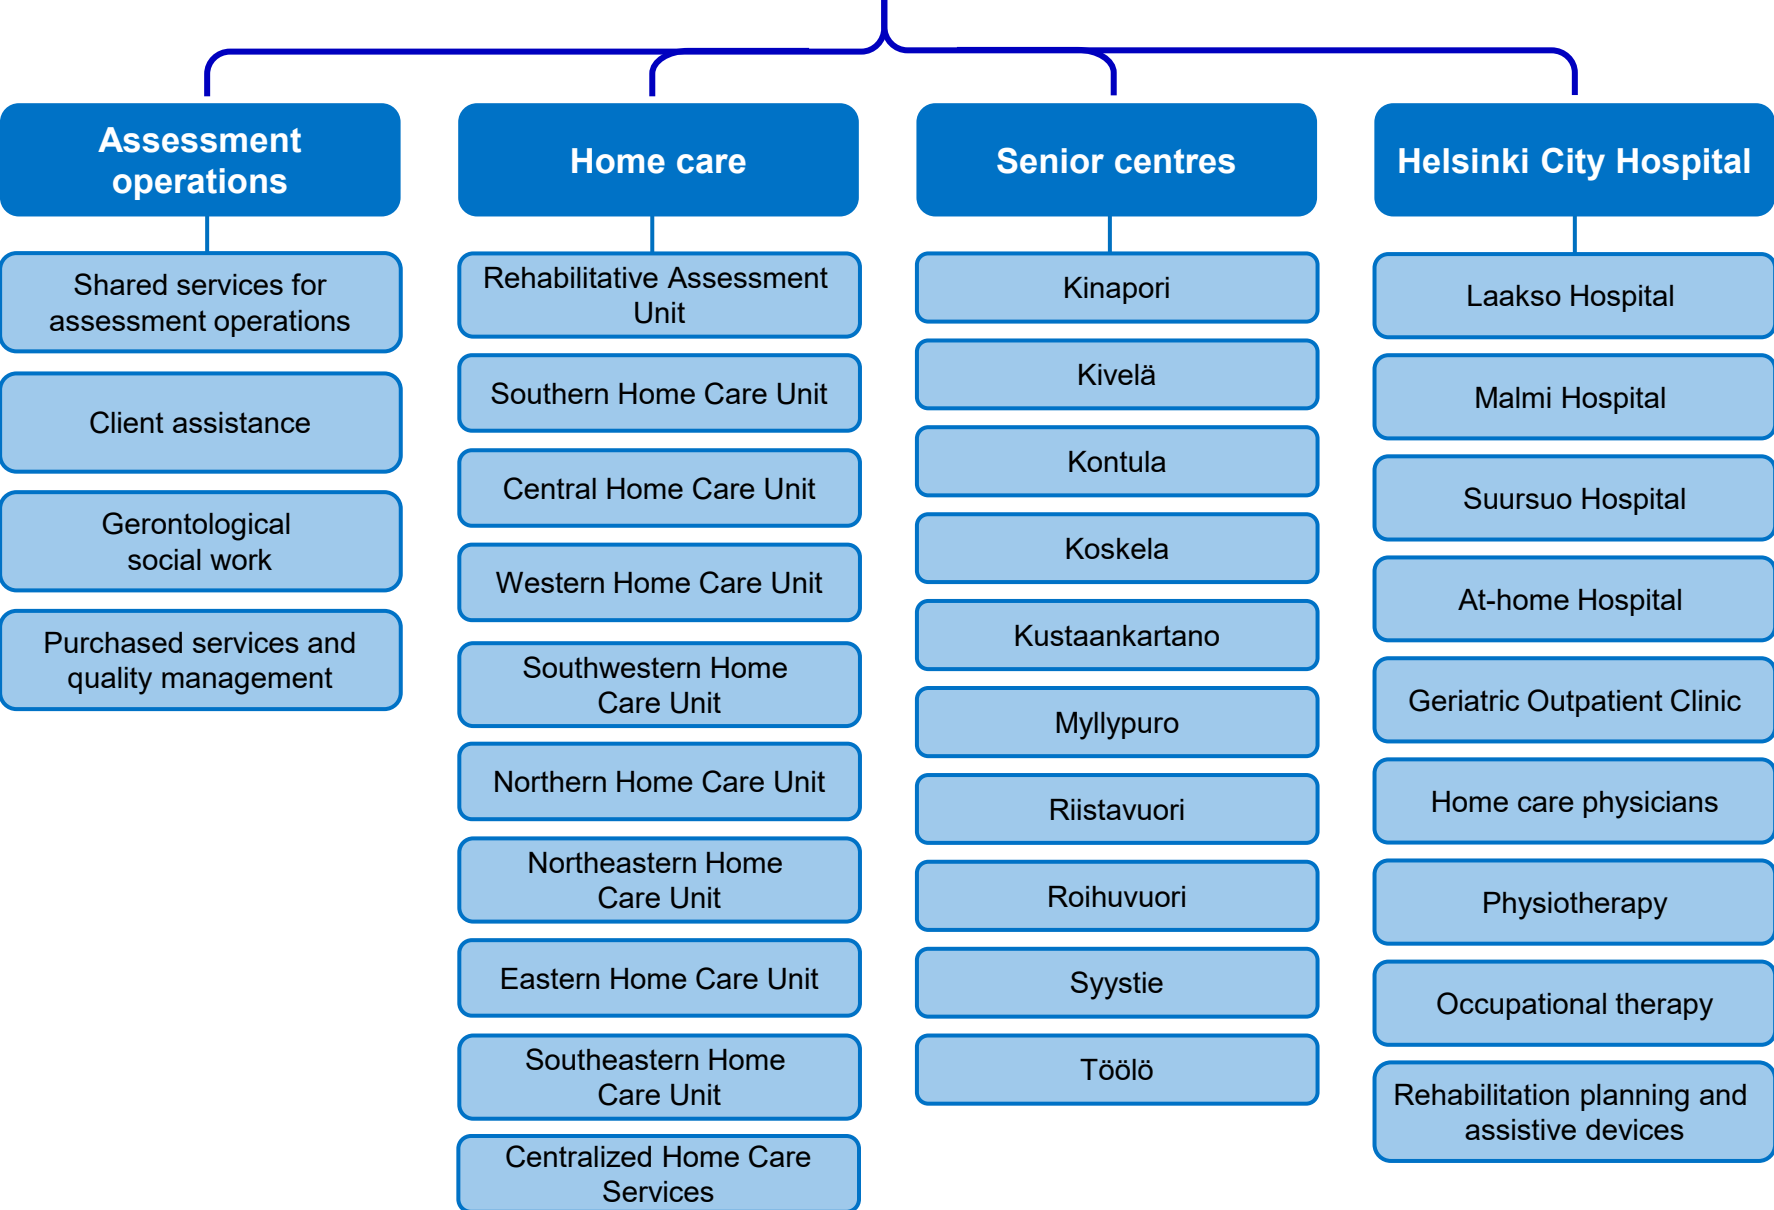 Assessment
operations
Shared services for
assessment operations
Client assistance
Gerontological
social work
Purchased services and
quality management
Home care
Rehabilitative Assessment
Unit
Southern Home Care Unit
Central Home Care Unit
Western Home Care Unit
Southwestern Home
Care Unit
Northern Home Care Unit
Northeastern Home
Care Unit
Eastern Home Care Unit
Southeastern Home
Care Unit
Centralized Home Care
Services
Senior centres
Kinapori
Kivelä
Kontula
Koskela
Kustaankartano
Myllypuro
Riistavuori
Roihuvuori
Syystie
Töölö
Helsinki City Hospital
Laakso Hospital
Malmi Hospital
Suursuo Hospital
At-home Hospital
Geriatric Outpatient Clinic
Home care physicians
Physiotherapy
Occupational therapy
Rehabilitation planning and
assistive devices